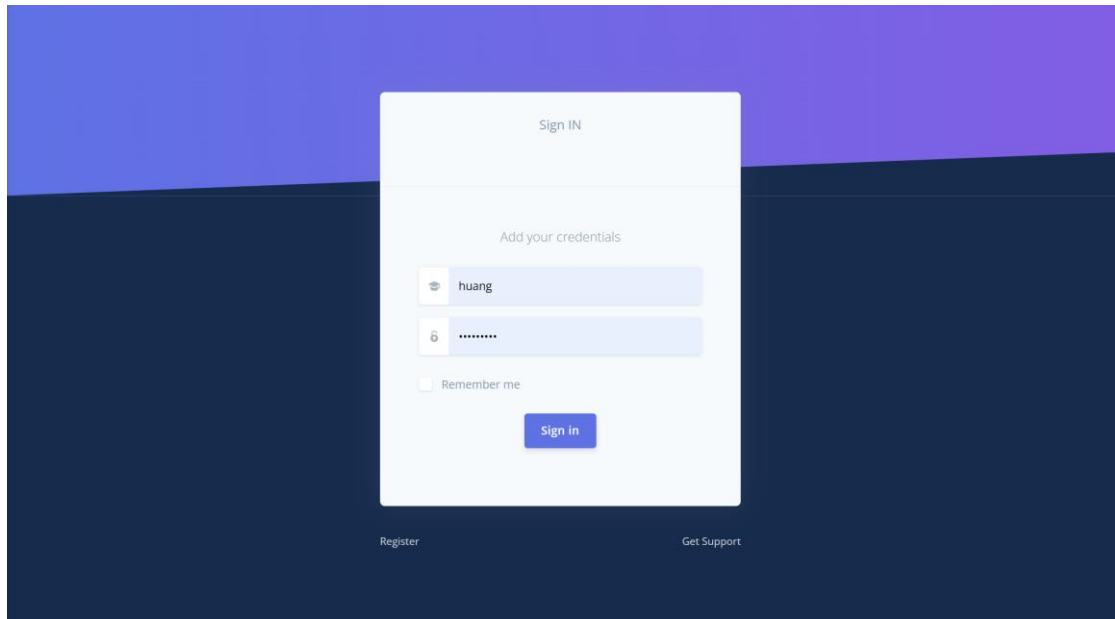 Sign IN
Add your credentials
huang
•••••••••
Remember me
Sign in
Register Get Support